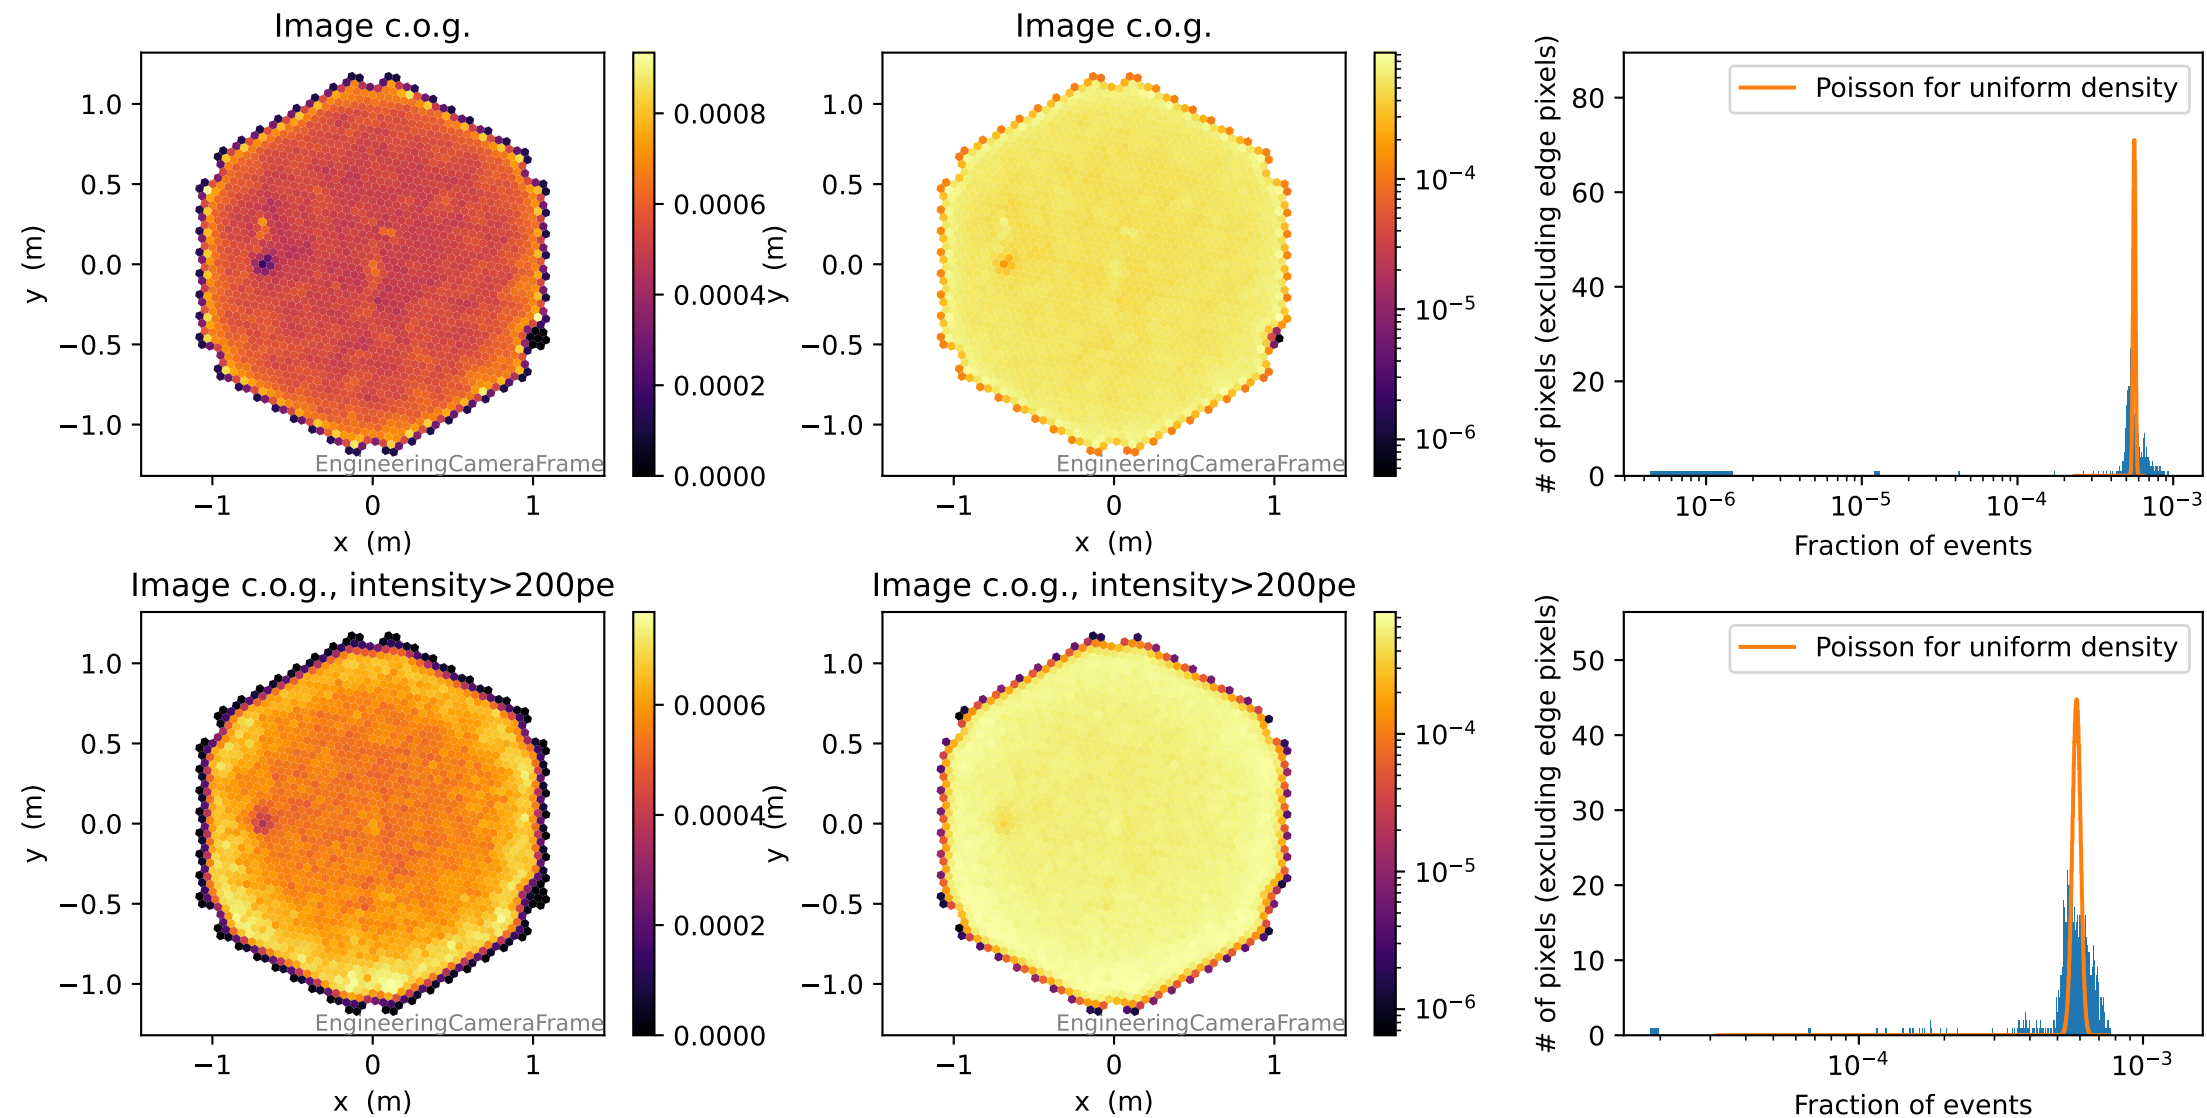 Image c.o.g.
1.0
0.5
0.0
−0.5
−1.0
y (m)
−1
0
1
x (m)
EngineeringCameraFrame
0.0008
0.0006
0.0004
0.0002
0.0000
Image c.o.g.
1.0
0.5
0.0
−0.5
−1.0
y (m)
−1
0
1
x (m)
EngineeringCameraFrame
10⁻⁴
10⁻⁵
10⁻⁶
# of pixels (excluding edge pixels)
80
60
40
20
0
Poisson for uniform density
10⁻⁶
10⁻⁵
10⁻⁴
10⁻³
Fraction of events
Image c.o.g., intensity>200pe
1.0
0.5
0.0
−0.5
−1.0
y (m)
−1
0
1
x (m)
EngineeringCameraFrame
0.0006
0.0004
0.0002
0.0000
Image c.o.g., intensity>200pe
1.0
0.5
0.0
−0.5
−1.0
y (m)
−1
0
1
x (m)
EngineeringCameraFrame
10⁻⁴
10⁻⁵
10⁻⁶
# of pixels (excluding edge pixels)
50
40
30
20
10
0
Poisson for uniform density
10⁻⁴
10⁻³
Fraction of events